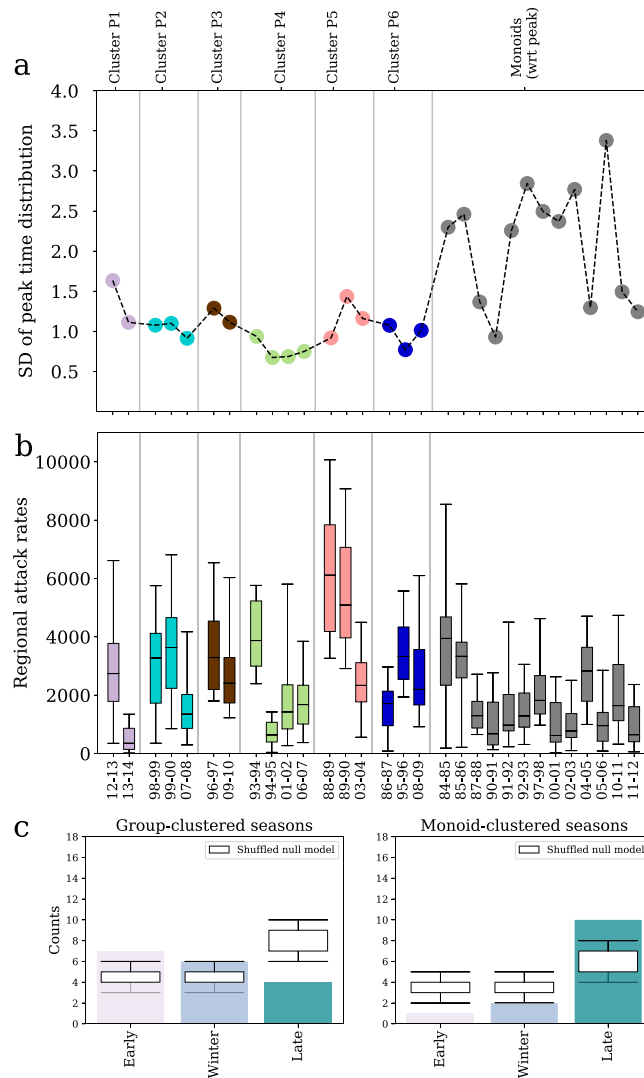 Cluster P1 Cluster P2 Cluster P3 Cluster P4 Cluster P5 Cluster P6 Monoids
(wrt peak)
a
SD of peak time distribution
4.0
3.5
3.0
2.5
2.0
1.5
1.0
0.5
b
Regional attack rates
10000
8000
6000
4000
2000
0
12-13 13-14 98-99 99-00 07-08 96-97 09-10 93-94 94-95 01-02 06-07 88-89 89-90 03-04 86-87 95-96 08-09 84-85 85-86 87-88 90-91 91-92 92-93 97-98 00-01 02-03 04-05 05-06 10-11 11-12
c
Group-clustered seasons
Shuffled null model
Counts
18
16
14
12
10
8
6
4
2
0
Early Winter Late
Monoid-clustered seasons
Shuffled null model
18
16
14
12
10
8
6
4
2
0
Early Winter Late